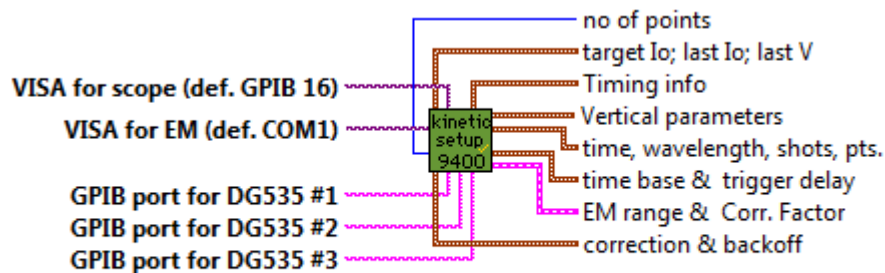 no of points
target Io; last Io; last V
Timing info
VISA for scope (def. GPIB 16)
Vertical parameters
VISA for EM (def. COM1)
kinetic
setup
9400
time, wavelength, shots, pts.
time base & trigger delay
GPIB port for DG535 #1
EM range & Corr. Factor
GPIB port for DG535 #2
correction & backoff
GPIB port for DG535 #3